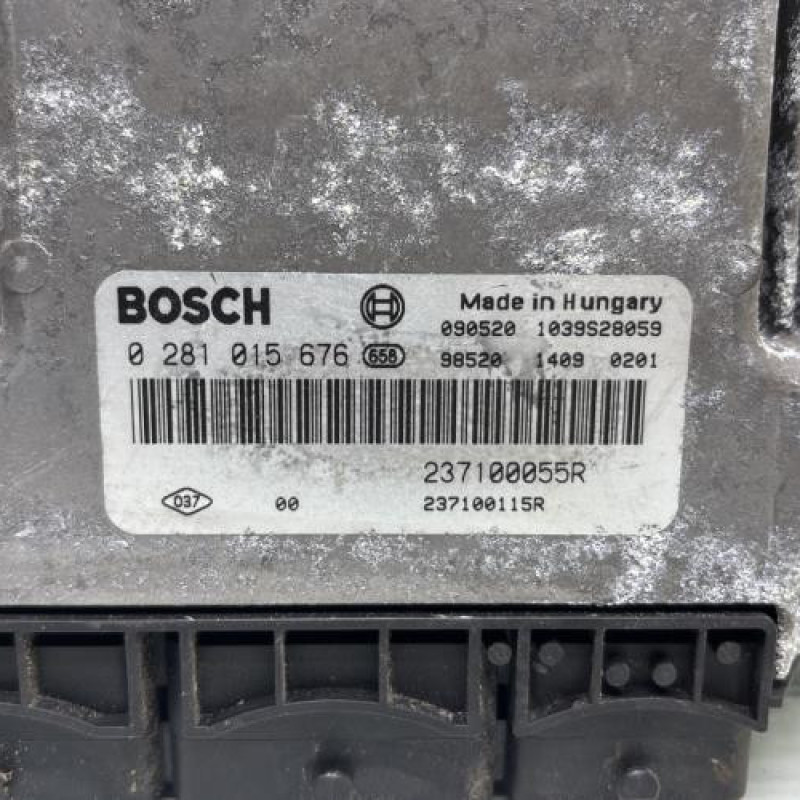 BOSCH Made in Hungary
090520 1039S28059
0 281 015 676 658 98520 1409 0201
237100055R
037 00 237100115R